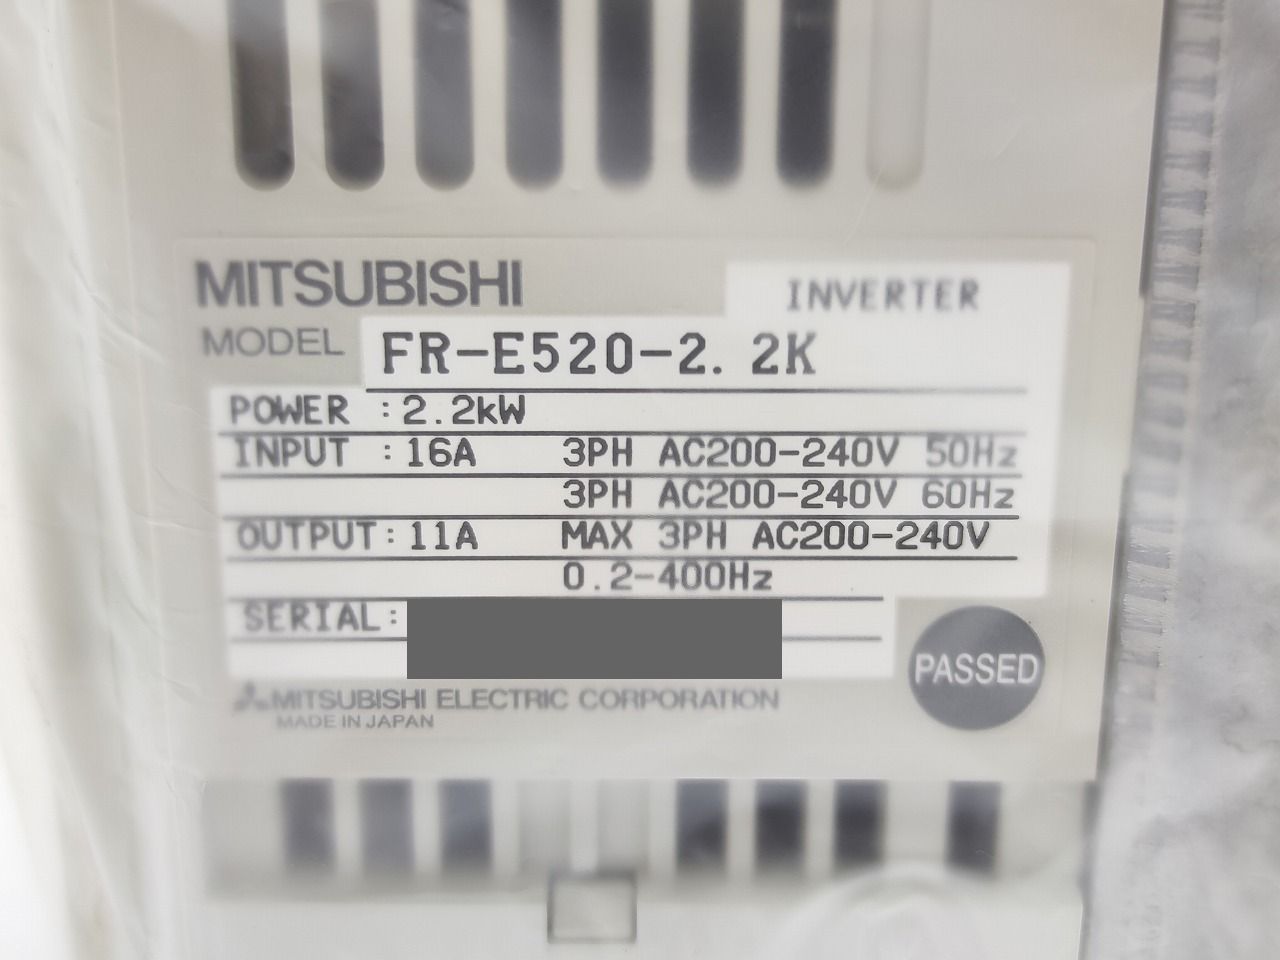 MITSUBISHI
INVERTER
MODEL FR-E520-2.2K
POWER :2.2kW
INPUT :16A 3PH AC200-240V 50Hz
3PH AC200-240V 60Hz
OUTPUT:11A MAX 3PH AC200-240V
0.2-400Hz
SERIAL:
PASSED
MITSUBISHI ELECTRIC CORPORATION
MADE IN JAPAN